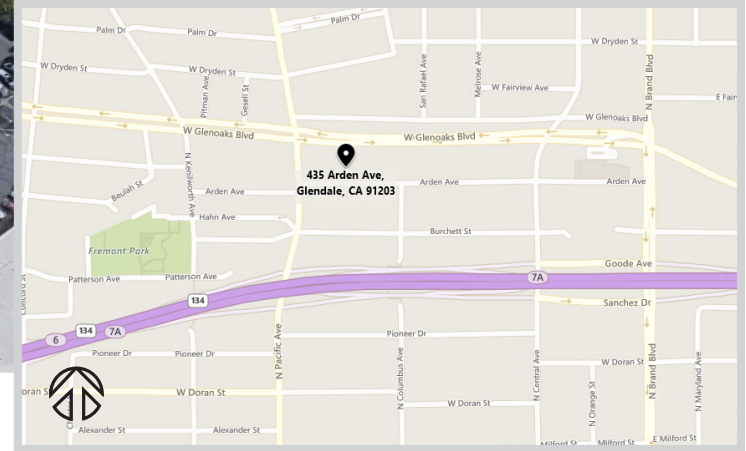 Palm Dr
Palm Dr
Palm Dr
W Dryden St
W Dryden St
W Dryden St
Pitman Ave
Gesell St
San Rafael Ave
Melrose Ave
W Fairview Ave
N Brand Blvd
E Fair
W Glenoaks Blvd
W Glenoaks Blvd
W Glenoaks Blvd
435 Arden Ave,
Glendale, CA 91203
N Kenilworth Ave
Beulah St
Arden Ave
Arden Ave
Arden Ave
Hahn Ave
Burchett St
Fremont Park
Goode Ave
Patterson Ave
Patterson Ave
7A
Concord St
134
Sanchez Dr
134
7A
6
Pioneer Dr
Pioneer Dr
Pioneer Dr
N Pacific Ave
N Columbus Ave
N Central Ave
W Doran St
N Orange St
N Brand Blvd
N Maryland Ave
oran S
W Doran St
W Doran St
Alexander St
Alexander St
Milford St
Milford St
E Milford St